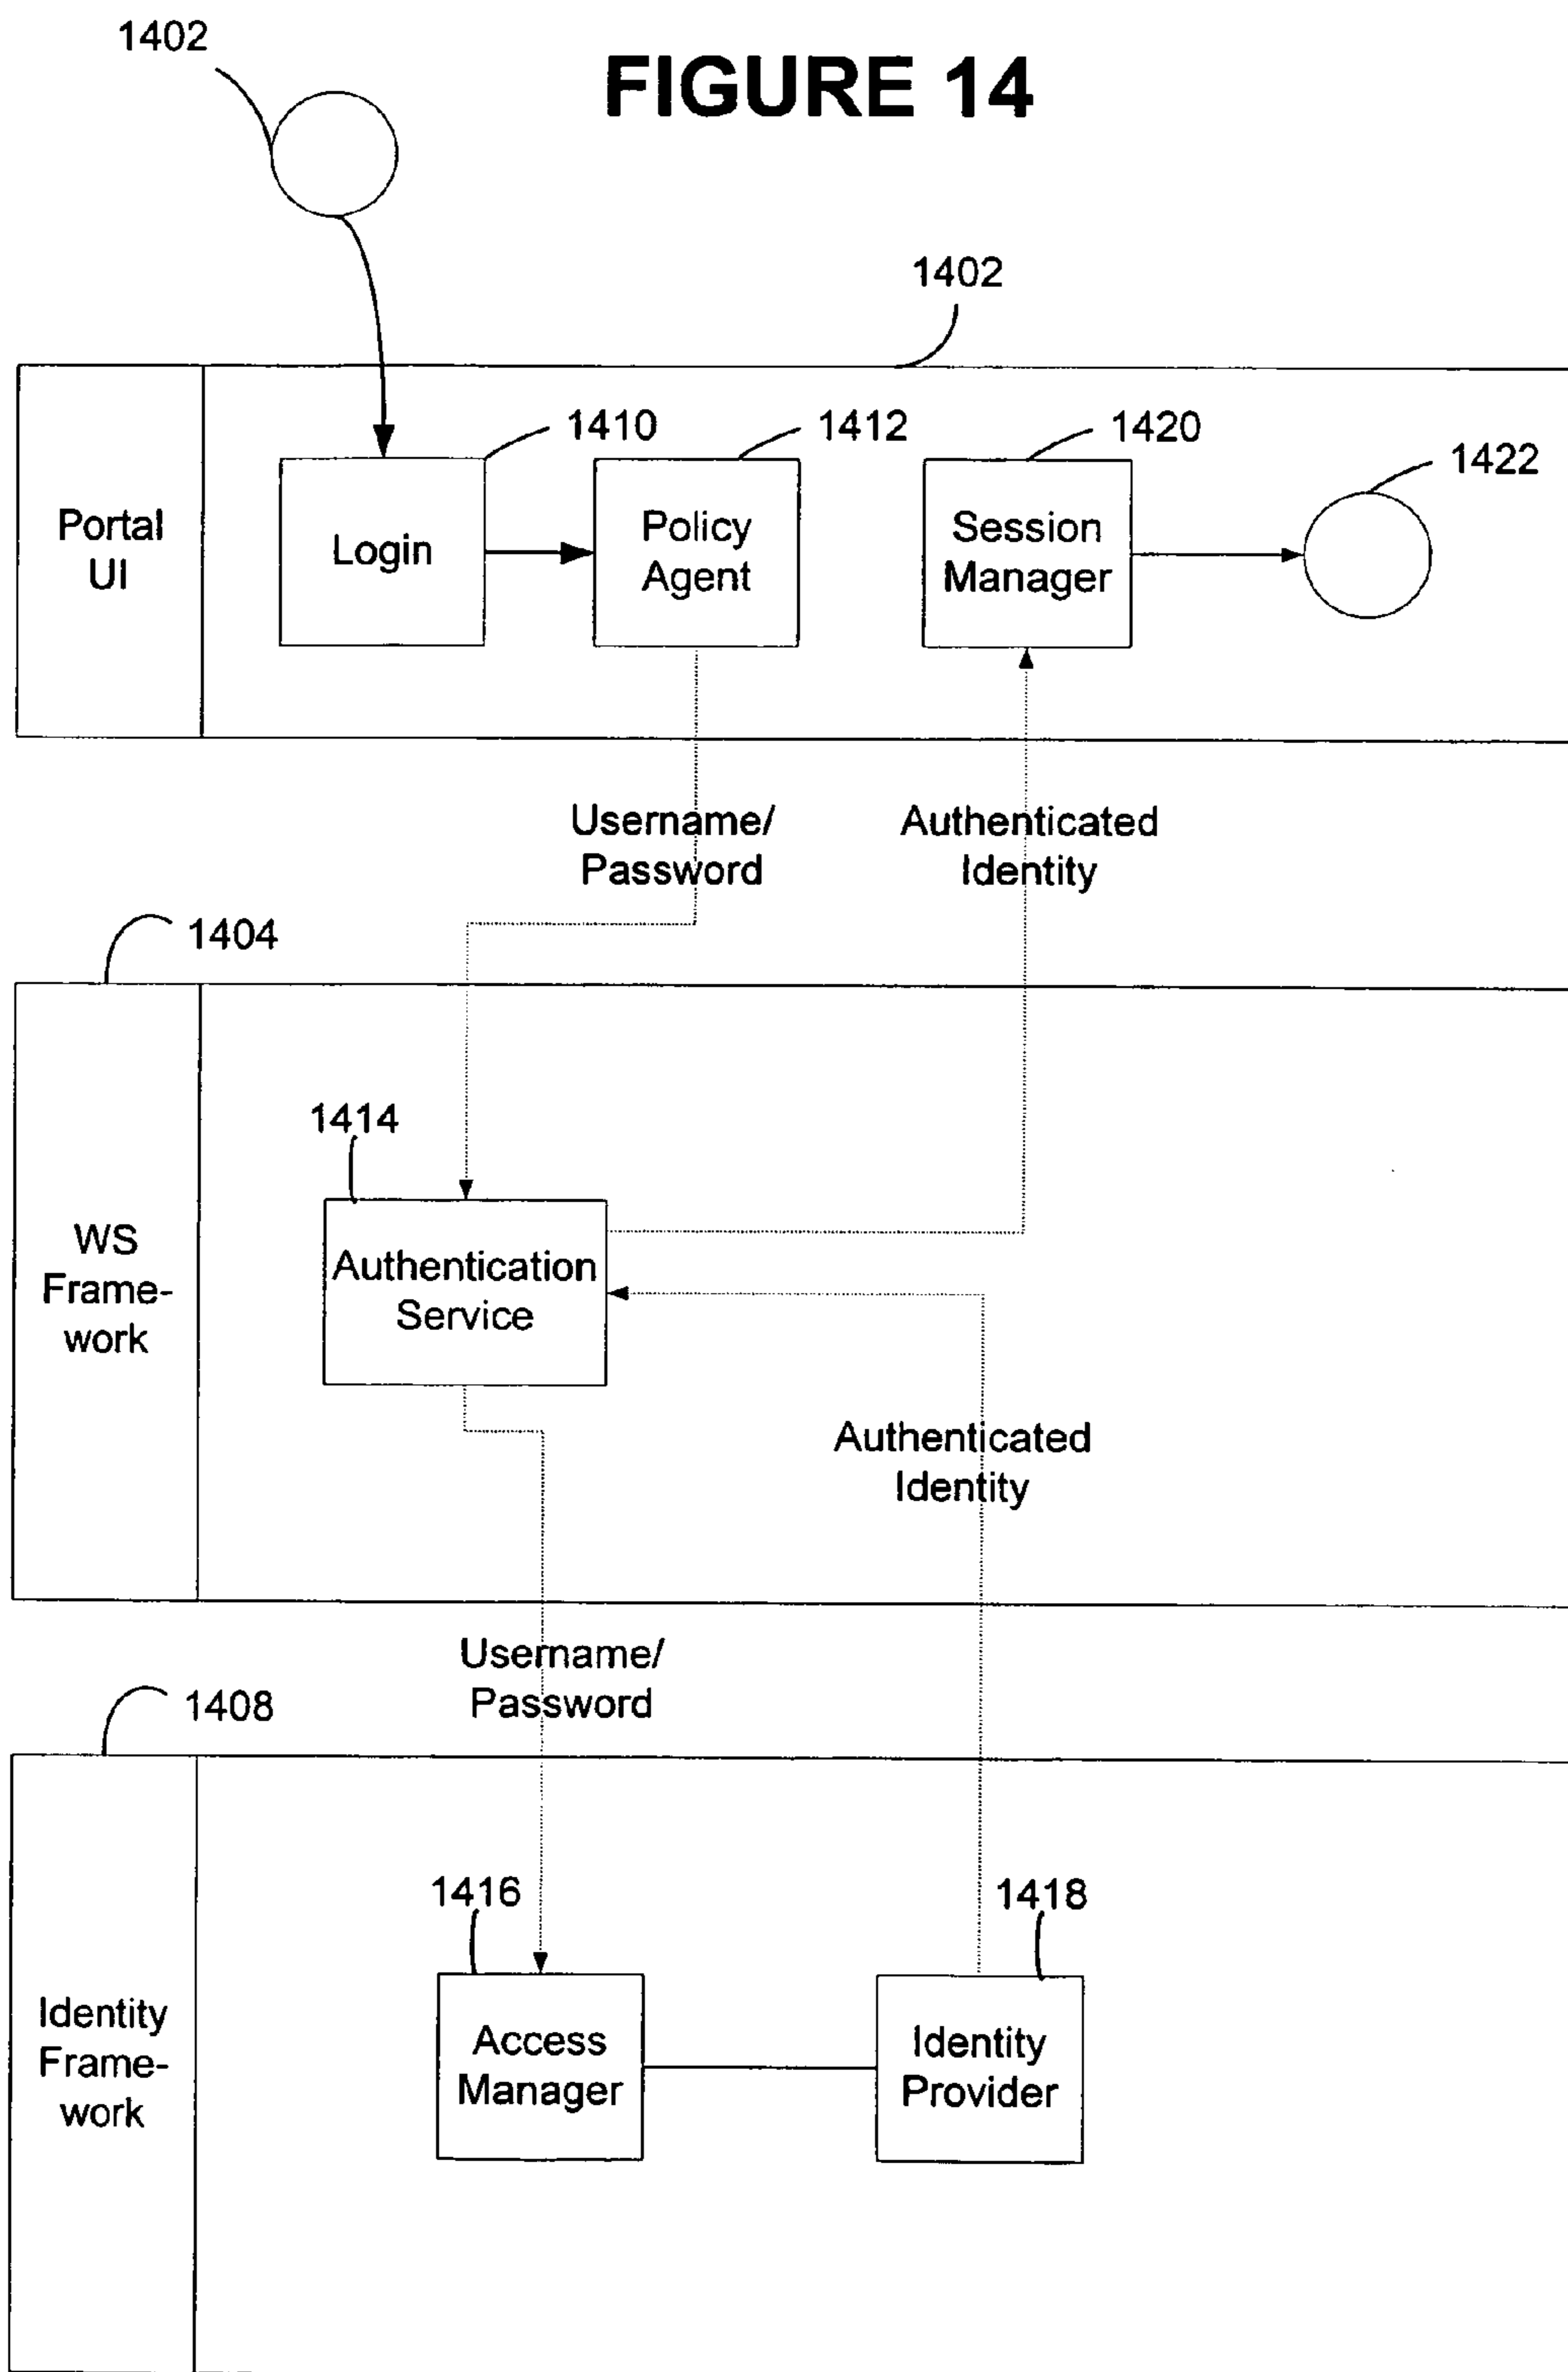 1402
FIGURE 14
1402
1410
1412
1420
1422
Portal
UI
Login
Policy
Agent
Session
Manager
Username/
Password
Authenticated
Identity
1404
1414
WS
Frame-
work
Authentication
Service
Authenticated
Identity
Username/
Password
1408
1416
1418
Identity
Frame-
work
Access
Manager
Identity
Provider